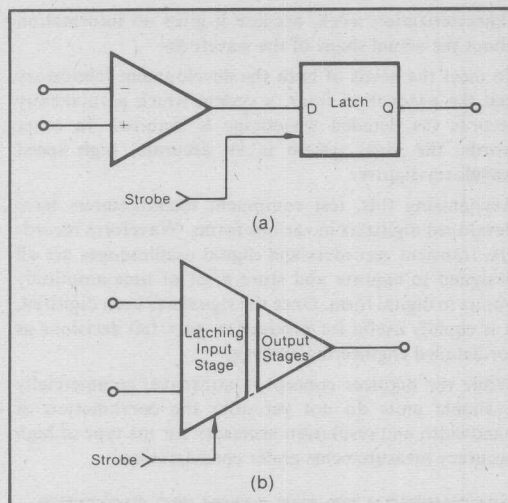 D Latch Q
Strobe
(a)
Latching
Input
Stage
Output
Stages
Strobe
(b)